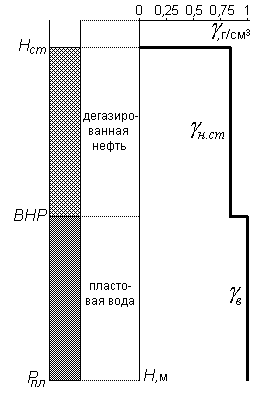 0 0,25 0,5 0,75 1
γ,г/см³
Hст
дегазиро-
ванная
нефть
γн.ст
ВНР
пласто-
вая вода
γв
Pпл
H,м